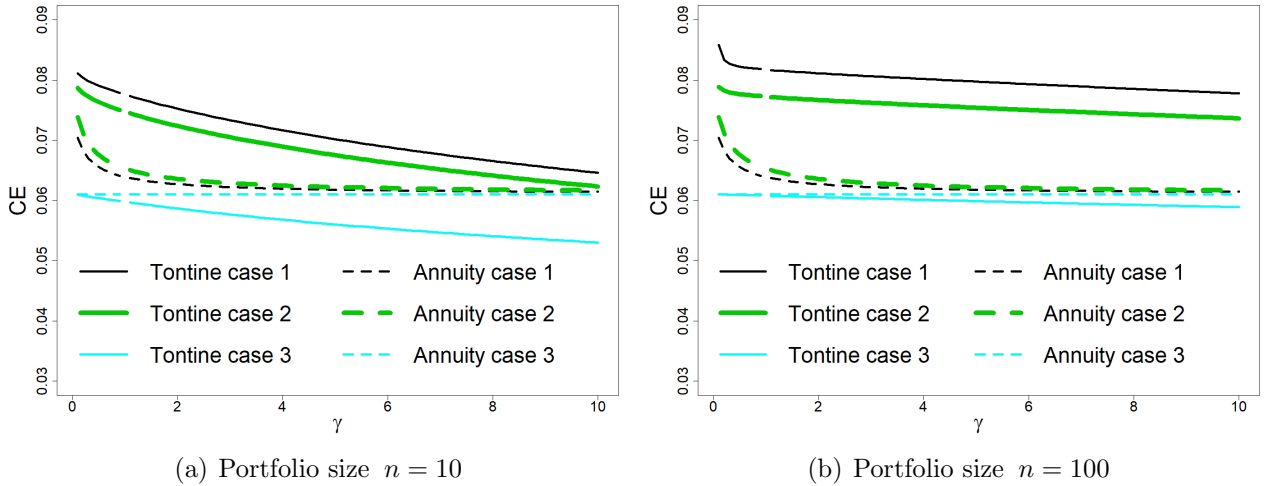 0.09
0.08
0.07
0.06
0.05
0.04
0.03
CE
Tontine case 1
Annuity case 1
Tontine case 2
Annuity case 2
Tontine case 3
Annuity case 3
0 2 4 6 8 10
γ
(a) Portfolio size n = 10
0.09
0.08
0.07
0.06
0.05
0.04
0.03
CE
Tontine case 1
Annuity case 1
Tontine case 2
Annuity case 2
Tontine case 3
Annuity case 3
0 2 4 6 8 10
γ
(b) Portfolio size n = 100